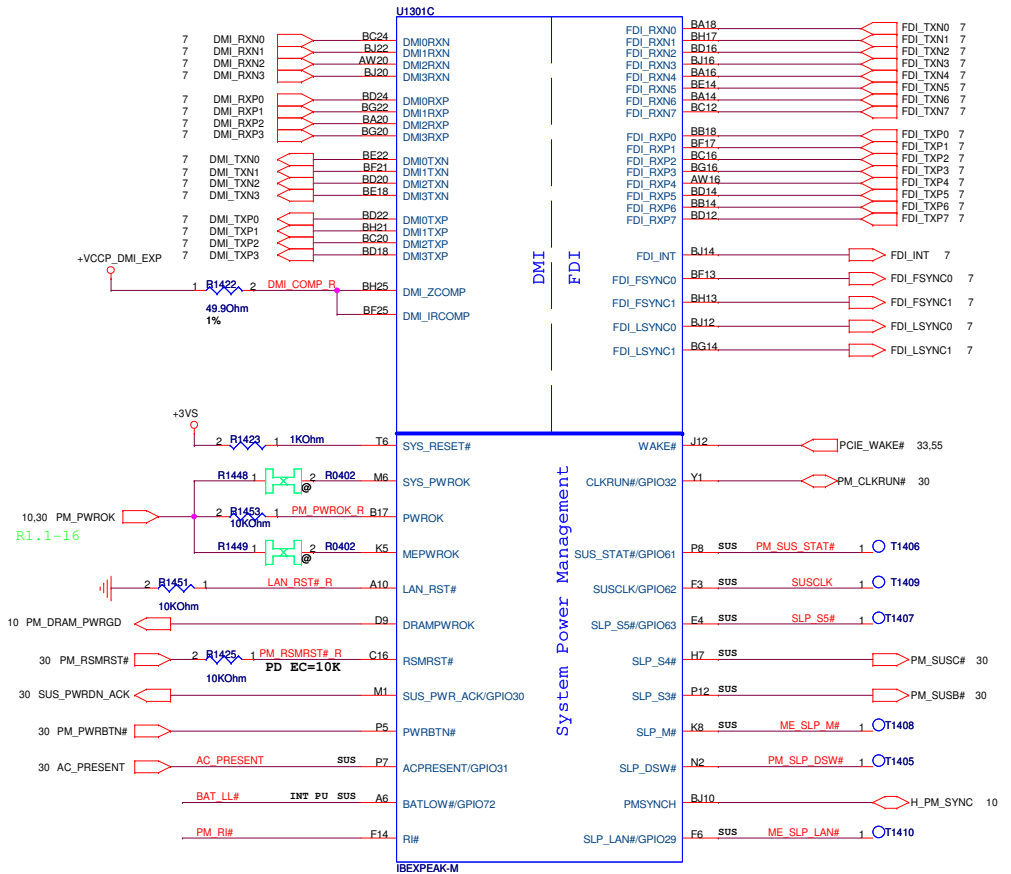 U1301C
7 DMI_RXN0 BC24 DMI0RXN
7 DMI_RXN1 BJ22 DMI1RXN
7 DMI_RXN2 AW20 DMI2RXN
7 DMI_RXN3 BJ20 DMI3RXN
7 DMI_RXP0 BD24 DMI0RXP
7 DMI_RXP1 BG22 DMI1RXP
7 DMI_RXP2 BA20 DMI2RXP
7 DMI_RXP3 BG20 DMI3RXP
7 DMI_TXN0 BE22 DMI0TXN
7 DMI_TXN1 BF21 DMI1TXN
7 DMI_TXN2 BD20 DMI2TXN
7 DMI_TXN3 BE18 DMI3TXN
7 DMI_TXP0 BD22 DMI0TXP
7 DMI_TXP1 BH21 DMI1TXP
7 DMI_TXP2 BC20 DMI2TXP
7 DMI_TXP3 BD18 DMI3TXP
+VCCP_DMI_EXP
1 R1422 2 DMI_COMP_R BH25 DMI_ZCOMP
49.9Ohm
1%
BF25 DMI_IRCOMP
DMI
FDI
FDI_RXN0 BA18 FDI_TXN0 7
FDI_RXN1 BH17 FDI_TXN1 7
FDI_RXN2 BD16 FDI_TXN2 7
FDI_RXN3 BJ16 FDI_TXN3 7
FDI_RXN4 BA16 FDI_TXN4 7
FDI_RXN5 BE14 FDI_TXN5 7
FDI_RXN6 BA14 FDI_TXN6 7
FDI_RXN7 BC12 FDI_TXN7 7
FDI_RXP0 BB18 FDI_TXP0 7
FDI_RXP1 BF17 FDI_TXP1 7
FDI_RXP2 BC16 FDI_TXP2 7
FDI_RXP3 BG16 FDI_TXP3 7
FDI_RXP4 AW16 FDI_TXP4 7
FDI_RXP5 BD14 FDI_TXP5 7
FDI_RXP6 BB14 FDI_TXP6 7
FDI_RXP7 BD12 FDI_TXP7 7
FDI_INT BJ14 FDI_INT 7
FDI_FSYNC0 BF13 FDI_FSYNC0 7
FDI_FSYNC1 BH13 FDI_FSYNC1 7
FDI_LSYNC0 BJ12 FDI_LSYNC0 7
FDI_LSYNC1 BG14 FDI_LSYNC1 7
+3VS
2 R1423 1 1KOhm T6 SYS_RESET#
R1448 1 2 R0402 M6 SYS_PWROK
@
10,30 PM_PWROK 2 R1453 1 PM_PWROK_R B17 PWROK
10KOhm
R1.1-16
R1449 1 2 R0402 K5 MEPWROK
@
2 R1451 1 LAN_RST#_R A10 LAN_RST#
10KOhm
10 PM_DRAM_PWRGD D9 DRAMPWROK
30 PM_RSMRST# 2 R1425 1 PM_RSMRST#_R C16 RSMRST#
10KOhm PD EC=10K
30 SUS_PWRDN_ACK M1 SUS_PWR_ACK/GPIO30
30 PM_PWRBTN# P5 PWRBTN#
30 AC_PRESENT AC_PRESENT SUS P7 ACPRESENT/GPIO31
BAT_LL# INT PU SUS A6 BATLOW#/GPIO72
PM_RI# F14 RI#
System Power Management
WAKE# J12 PCIE_WAKE# 33,55
CLKRUN#/GPIO32 Y1 PM_CLKRUN# 30
SUS_STAT#/GPIO61 P8 SUS PM_SUS_STAT# 1 T1406
SUSCLK/GPIO62 F3 SUS SUSCLK 1 T1409
SLP_S5#/GPIO63 E4 SUS SLP_S5# 1 T1407
SLP_S4# H7 SUS PM_SUSC# 30
SLP_S3# P12 SUS PM_SUSB# 30
SLP_M# K8 SUS ME_SLP_M# 1 T1408
SLP_DSW# N2 PM_SLP_DSW# 1 T1405
PMSYNCH BJ10 H_PM_SYNC 10
SLP_LAN#/GPIO29 F6 SUS ME_SLP_LAN# 1 T1410
IBEXPEAK-M